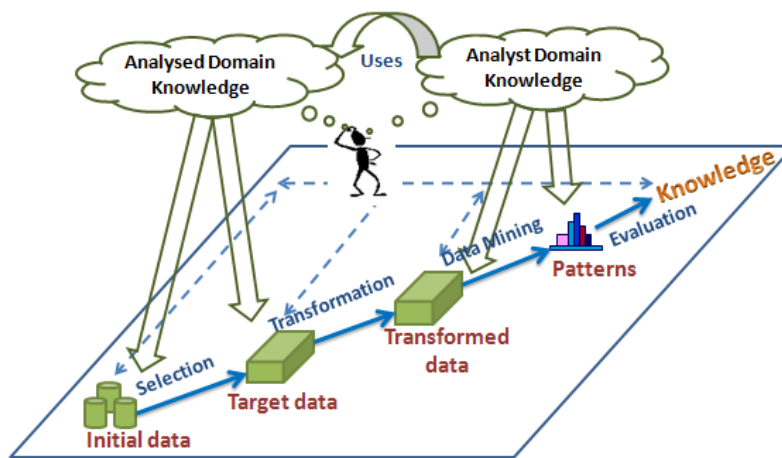 Analysed Domain
Knowledge
Uses
Analyst Domain
Knowledge
Knowledge
Evaluation
Patterns
Data Mining
Transformed
data
Transformation
Target data
Selection
Initial data